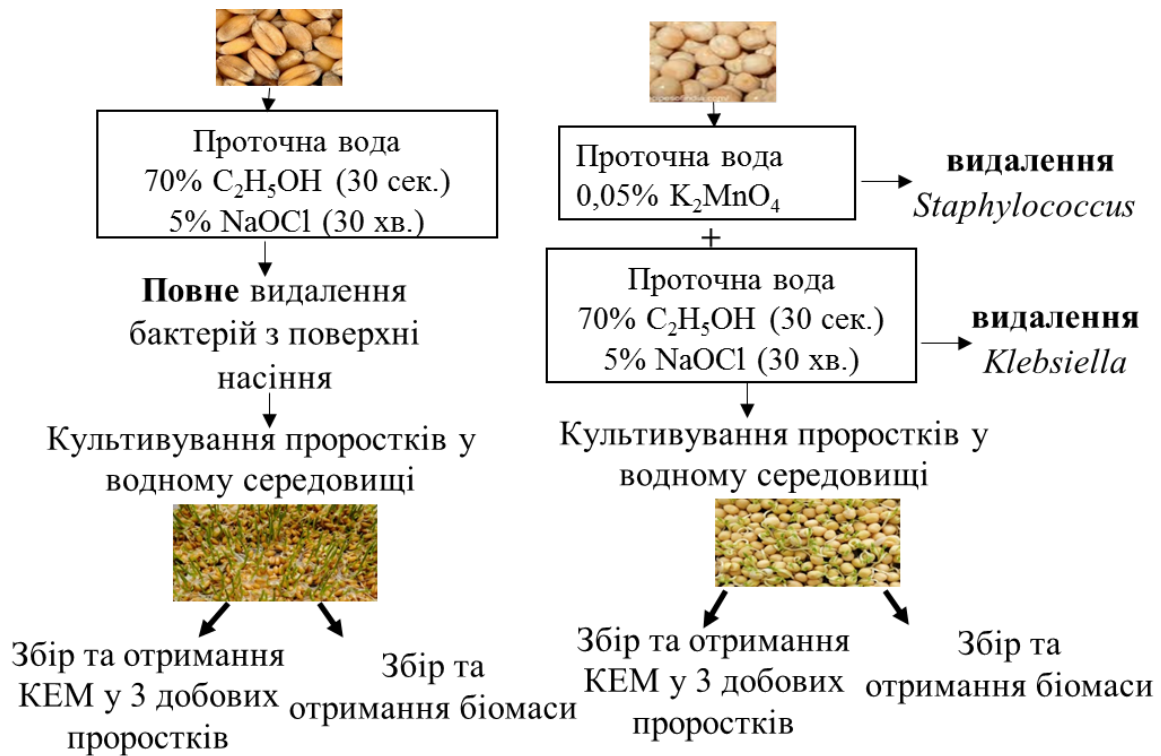 Проточна вода
70% C₂H₅OH (30 сек.)
5% NaOCl (30 хв.)
Повне видалення
бактерій з поверхні
насіння
Культивування проростків у
водному середовищі
Збір та отримання
КЕМ у 3 добових
проростків
Збір та
отримання біомаси
Проточна вода
0,05% K₂MnO₄
видалення
Staphylococcus
+
Проточна вода
70% C₂H₅OH (30 сек.)
5% NaOCl (30 хв.)
видалення
Klebsiella
Культивування проростків у
водному середовищі
Збір та отримання
КЕМ у 3 добових
проростків
Збір та
отримання біомаси